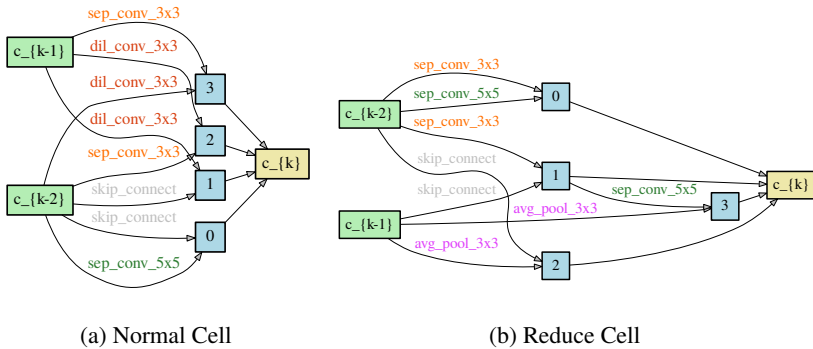 sep_conv_3x3
c_{k-1}
dil_conv_3x3
dil_conv_3x3
3
dil_conv_3x3
2
sep_conv_3x3
c_{k}
skip_connect
1
c_{k-2}
skip_connect
0
sep_conv_5x5
(a) Normal Cell
sep_conv_3x3
0
sep_conv_5x5
c_{k-2}
sep_conv_3x3
skip_connect
1
c_{k}
skip_connect
sep_conv_5x5
avg_pool_3x3
3
c_{k-1}
avg_pool_3x3
2
(b) Reduce Cell